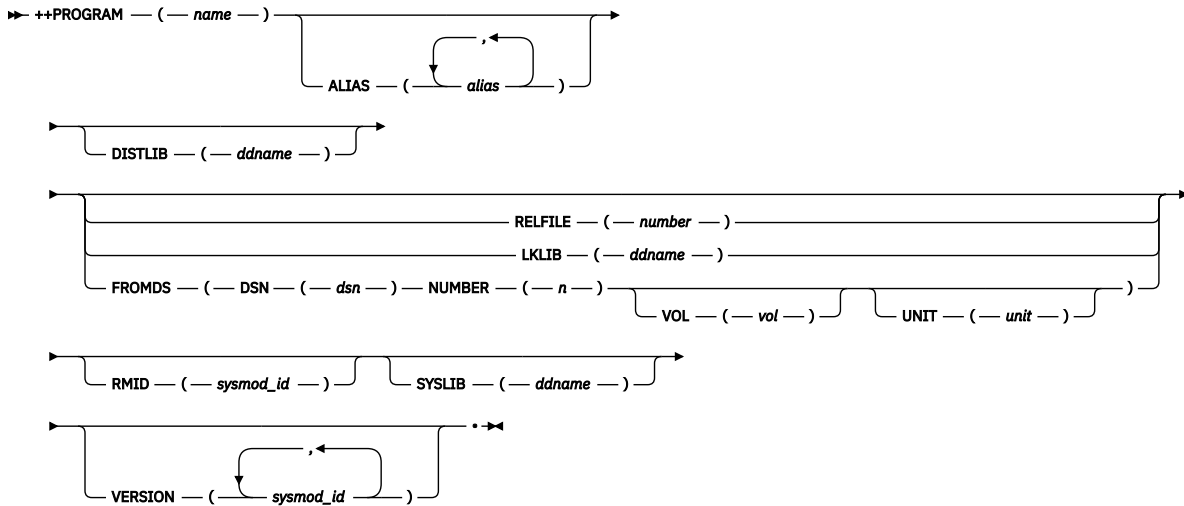 ++PROGRAM ( name )
,
ALIAS ( alias )
DISTLIB ( ddname )
RELFILE ( number )
LKLIB ( ddname )
FROMDS ( DSN ( dsn ) NUMBER ( n ) )
VOL ( vol ) UNIT ( unit )
RMID ( sysmod_id ) SYSLIB ( ddname )
.
,
VERSION ( sysmod_id )